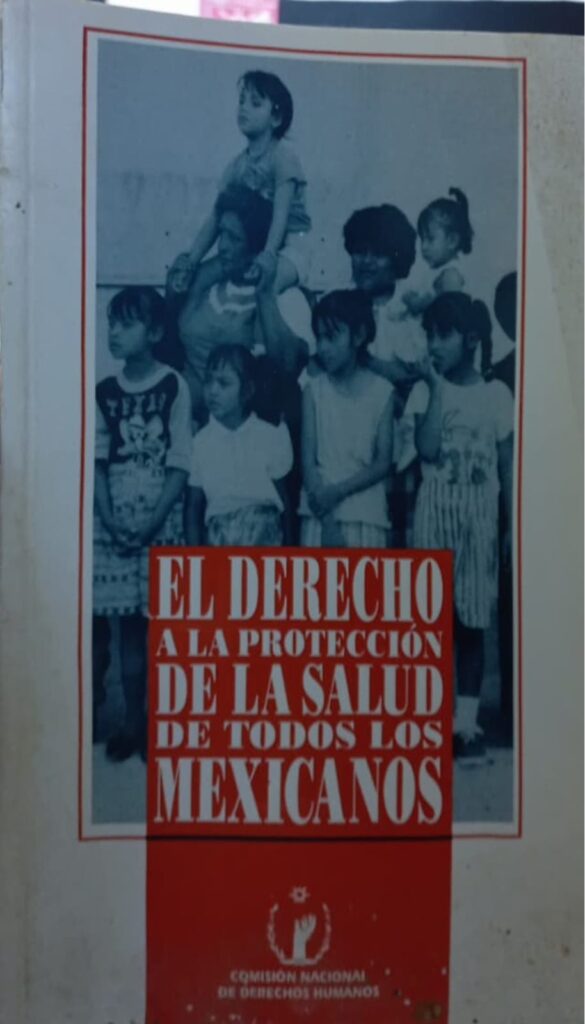 EL DERECHO
A LA PROTECCIÓN
DE LA SALUD
DE TODOS LOS
MEXICANOS
COMISIÓN NACIONAL
DE DERECHOS HUMANOS